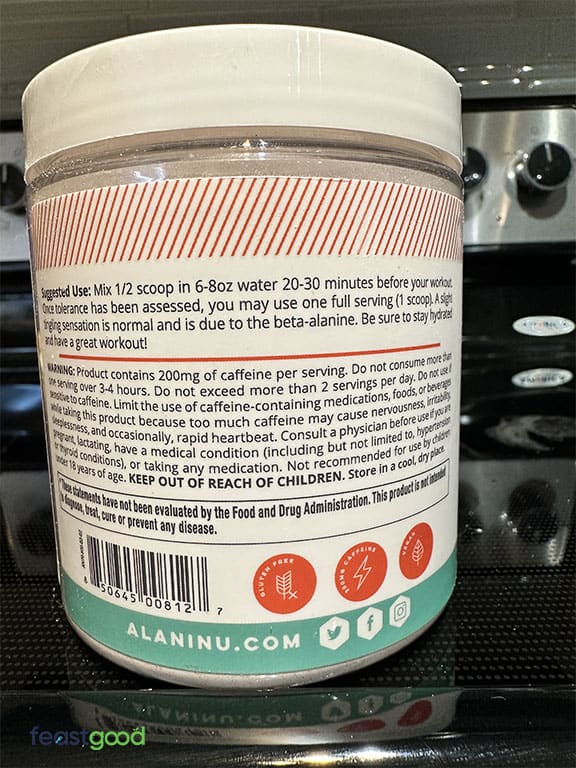 Suggested Use: Mix 1/2 scoop in 6-8oz water 20-30 minutes before your workout.
Once tolerance has been assessed, you may use one full serving (1 scoop). A slight
tingling sensation is normal and is due to the beta-alanine. Be sure to stay hydrated
and have a great workout!
WARNING: Product contains 200mg of caffeine per serving. Do not consume more than
one serving over 3-4 hours. Do not exceed more than 2 servings per day. Do not use if
sensitive to caffeine. Limit the use of caffeine-containing medications, foods, or beverages
while taking this product because too much caffeine may cause nervousness, irritability,
sleeplessness, and occasionally, rapid heartbeat. Consult a physician before use if you are
pregnant, lactating, have a medical condition (including but not limited to, hypertension
or thyroid conditions), or taking any medication. Not recommended for use by children
under 18 years of age. KEEP OUT OF REACH OF CHILDREN. Store in a cool, dry place.
These statements have not been evaluated by the Food and Drug Administration. This product is not intended
to diagnose, treat, cure or prevent any disease.
8 50645 00812 7
GLUTEN FREE
200MG CAFFEINE
VEGAN
ALANINU.COM
feastgood